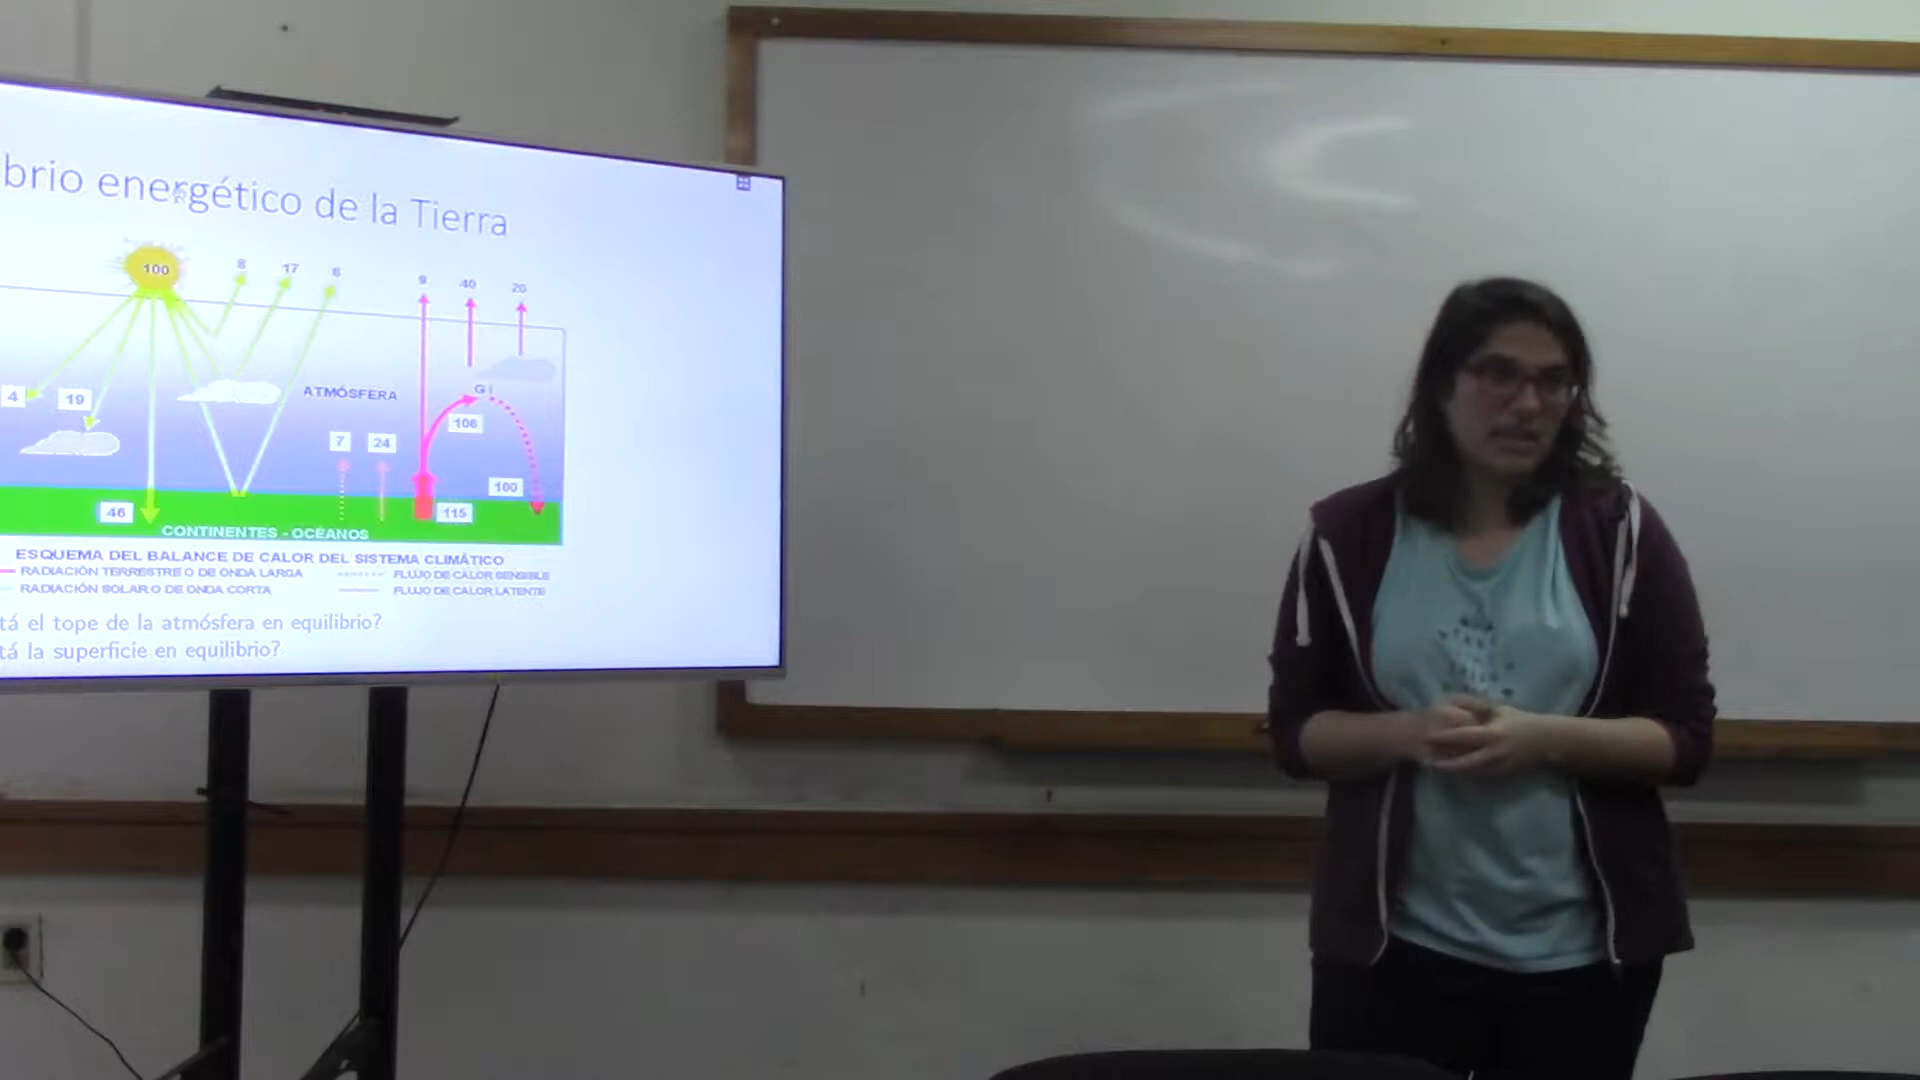 brio energético de la Tierra
100
8 17 6
9 40 20
4 19
ATMÓSFERA
G I
106
7 24
100
46
115
CONTINENTES - OCÉANOS
ESQUEMA DEL BALANCE DE CALOR DEL SISTEMA CLIMÁTICO
RADIACIÓN TERRESTRE O DE ONDA LARGA
FLUJO DE CALOR SENSIBLE
RADIACIÓN SOLAR O DE ONDA CORTA
FLUJO DE CALOR LATENTE
tá el tope de la atmósfera en equilibrio?
tá la superficie en equilibrio?